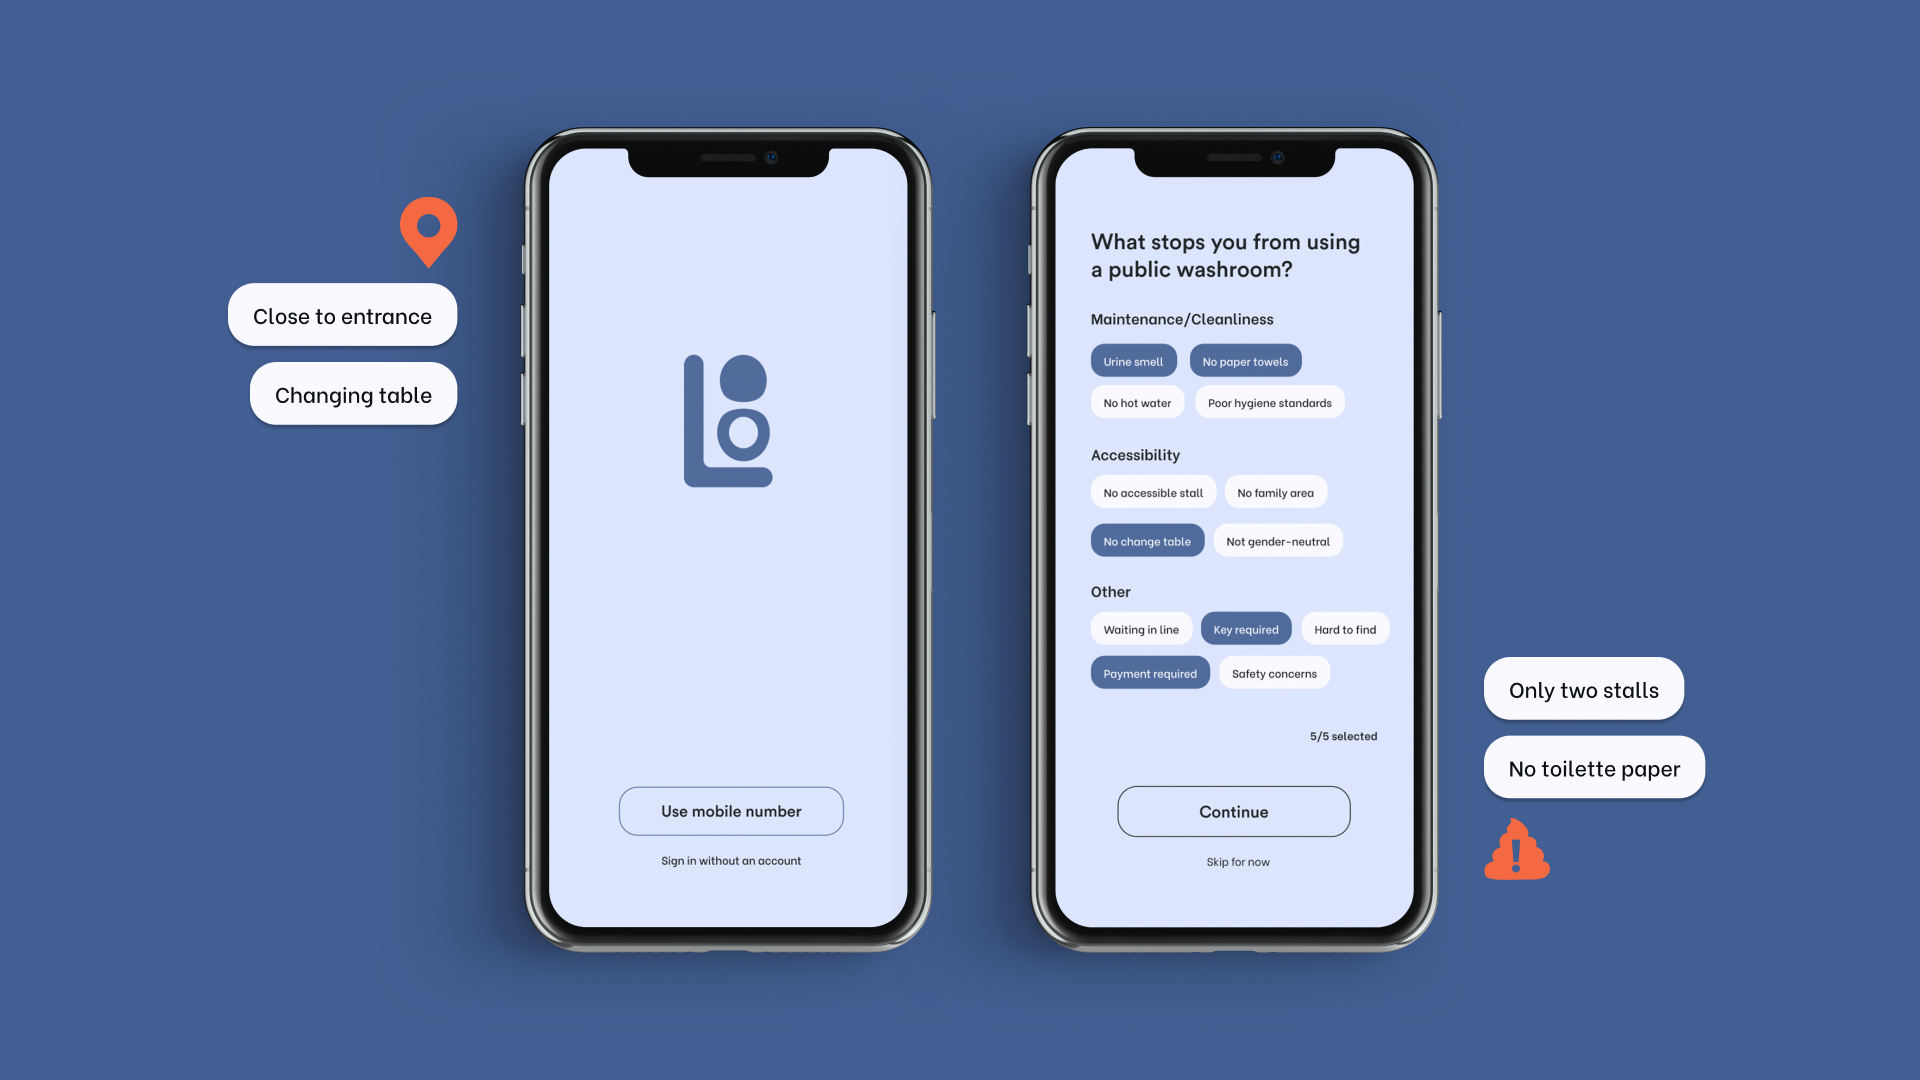 Close to entrance
Changing table
Loo
Use mobile number
Sign in without an account
What stops you from using
a public washroom?
Maintenance/Cleanliness
Urine smell
No paper towels
No hot water
Poor hygiene standards
Accessibility
No accessible stall
No family area
No change table
Not gender-neutral
Other
Waiting in line
Key required
Hard to find
Payment required
Safety concerns
5/5 selected
Continue
Skip for now
Only two stalls
No toilette paper
!